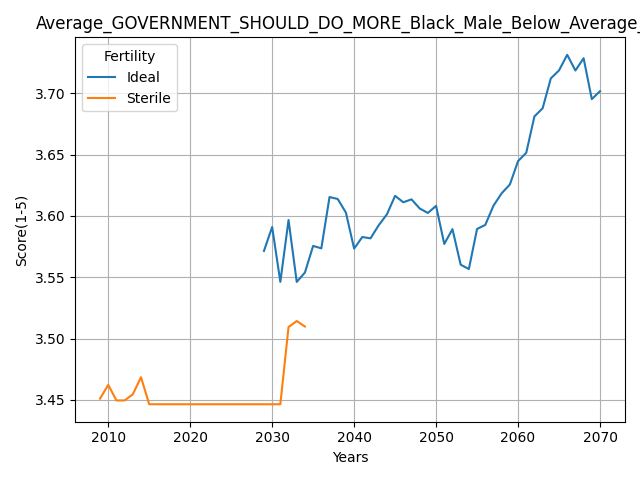 Average_GOVERNMENT_SHOULD_DO_MORE_Black_Male_Below_Average_
Fertility
Ideal
Sterile
3.70
3.65
3.60
3.55
3.50
3.45
Score(1-5)
2010 2020 2030 2040 2050 2060 2070
Years